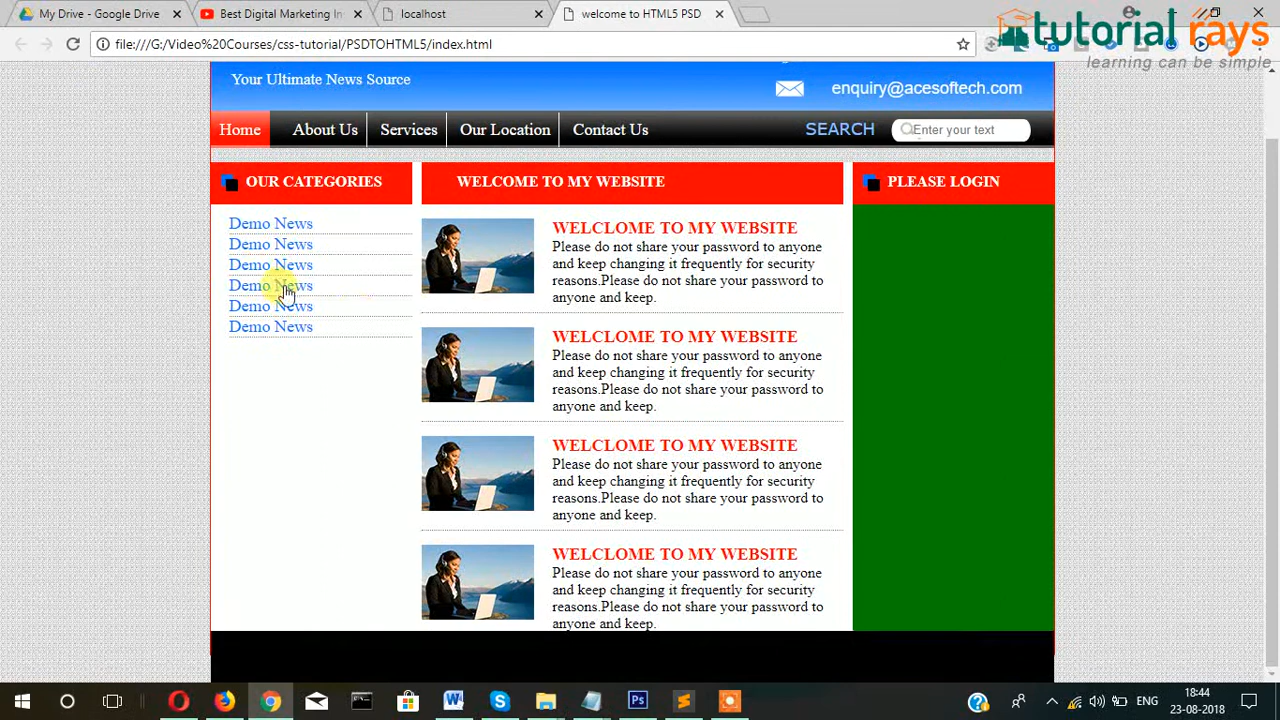 My Drive - Google Drive
Best Digital Marketing In
localhost
welcome to HTML5 PSD
tutorial rays
learning can be simple
file:///G:/Video%20Courses/css-tutorial/PSDTOHTML5/index.html
Your Ultimate News Source
enquiry@acesoftech.com
Home
About Us
Services
Our Location
Contact Us
SEARCH
Enter your text
OUR CATEGORIES
Demo News
Demo News
Demo News
Demo News
Demo News
Demo News
WELCOME TO MY WEBSITE
WELCLOME TO MY WEBSITE
Please do not share your password to anyone
and keep changing it frequently for security
reasons.Please do not share your password to
anyone and keep.
WELCLOME TO MY WEBSITE
Please do not share your password to anyone
and keep changing it frequently for security
reasons.Please do not share your password to
anyone and keep.
WELCLOME TO MY WEBSITE
Please do not share your password to anyone
and keep changing it frequently for security
reasons.Please do not share your password to
anyone and keep.
WELCLOME TO MY WEBSITE
Please do not share your password to anyone
and keep changing it frequently for security
reasons.Please do not share your password to
anyone and keep.
PLEASE LOGIN
ENG
18:44
23-08-2018